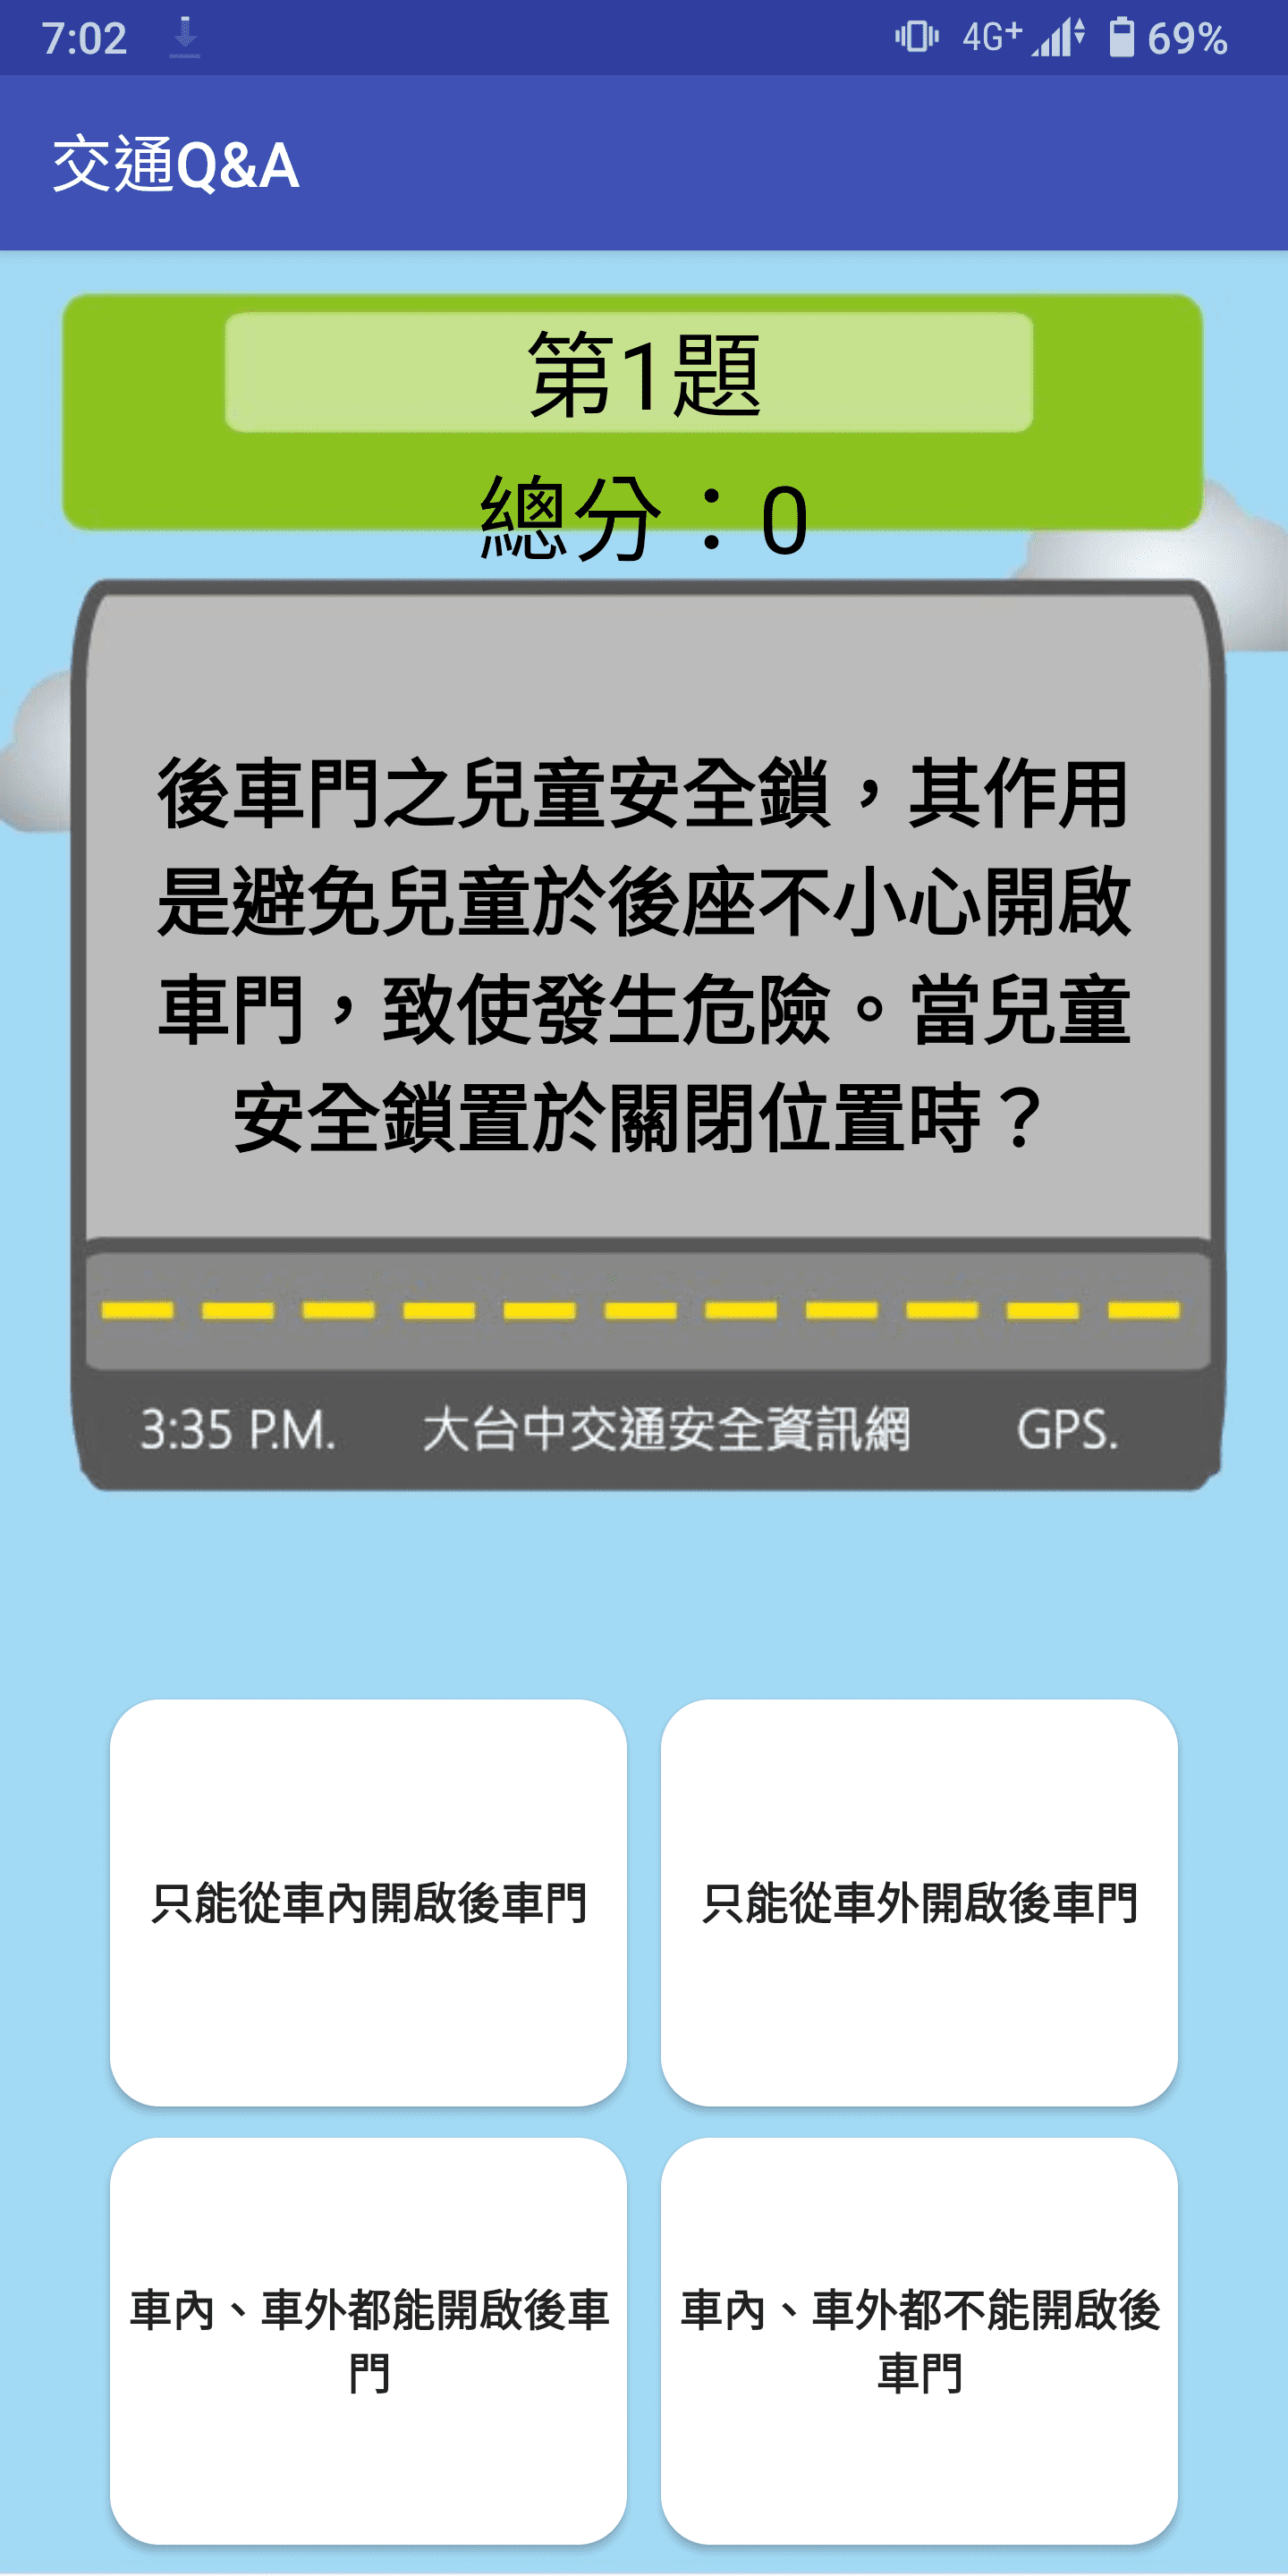 7:02 4G+ 69%
交通Q&A
第1題
總分：0
後車門之兒童安全鎖，其作用
是避免兒童於後座不小心開啟
車門，致使發生危險。當兒童
安全鎖置於關閉位置時？
3:35 P.M. 大台中交通安全資訊網 GPS.
只能從車內開啟後車門
只能從車外開啟後車門
車內、車外都能開啟後車
門
車內、車外都不能開啟後
車門